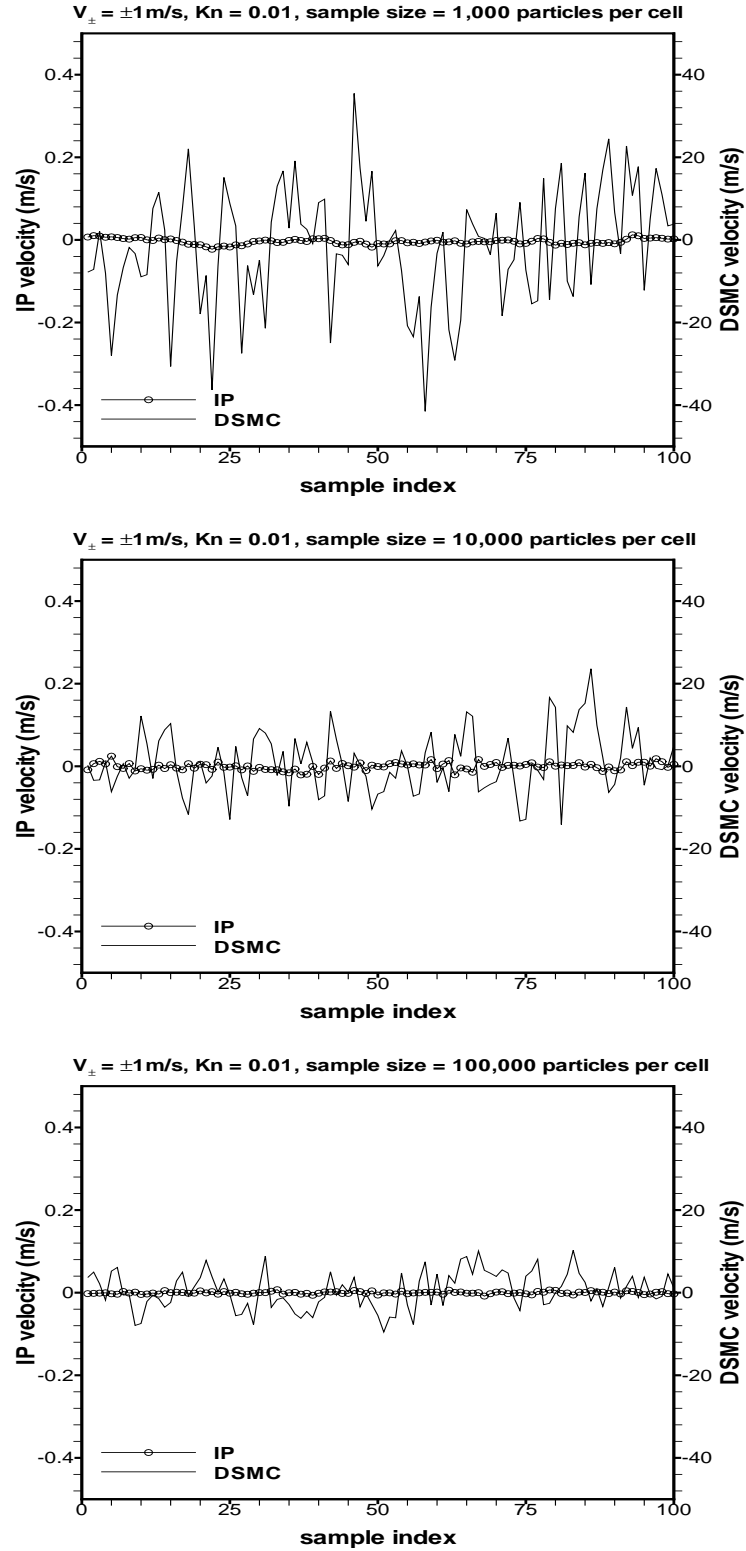 V± = ±1m/s, Kn = 0.01, sample size = 1,000 particles per cell
0.4
0.2
0
-0.2
-0.4
IP velocity (m/s)
40
20
0
-20
-40
DSMC velocity (m/s)
IP
DSMC
0 25 50 75 100
sample index
V± = ±1m/s, Kn = 0.01, sample size = 10,000 particles per cell
0.4
0.2
0
-0.2
-0.4
IP velocity (m/s)
40
20
0
-20
-40
DSMC velocity (m/s)
IP
DSMC
0 25 50 75 100
sample index
V± = ±1m/s, Kn = 0.01, sample size = 100,000 particles per cell
0.4
0.2
0
-0.2
-0.4
IP velocity (m/s)
40
20
0
-20
-40
DSMC velocity (m/s)
IP
DSMC
0 25 50 75 100
sample index